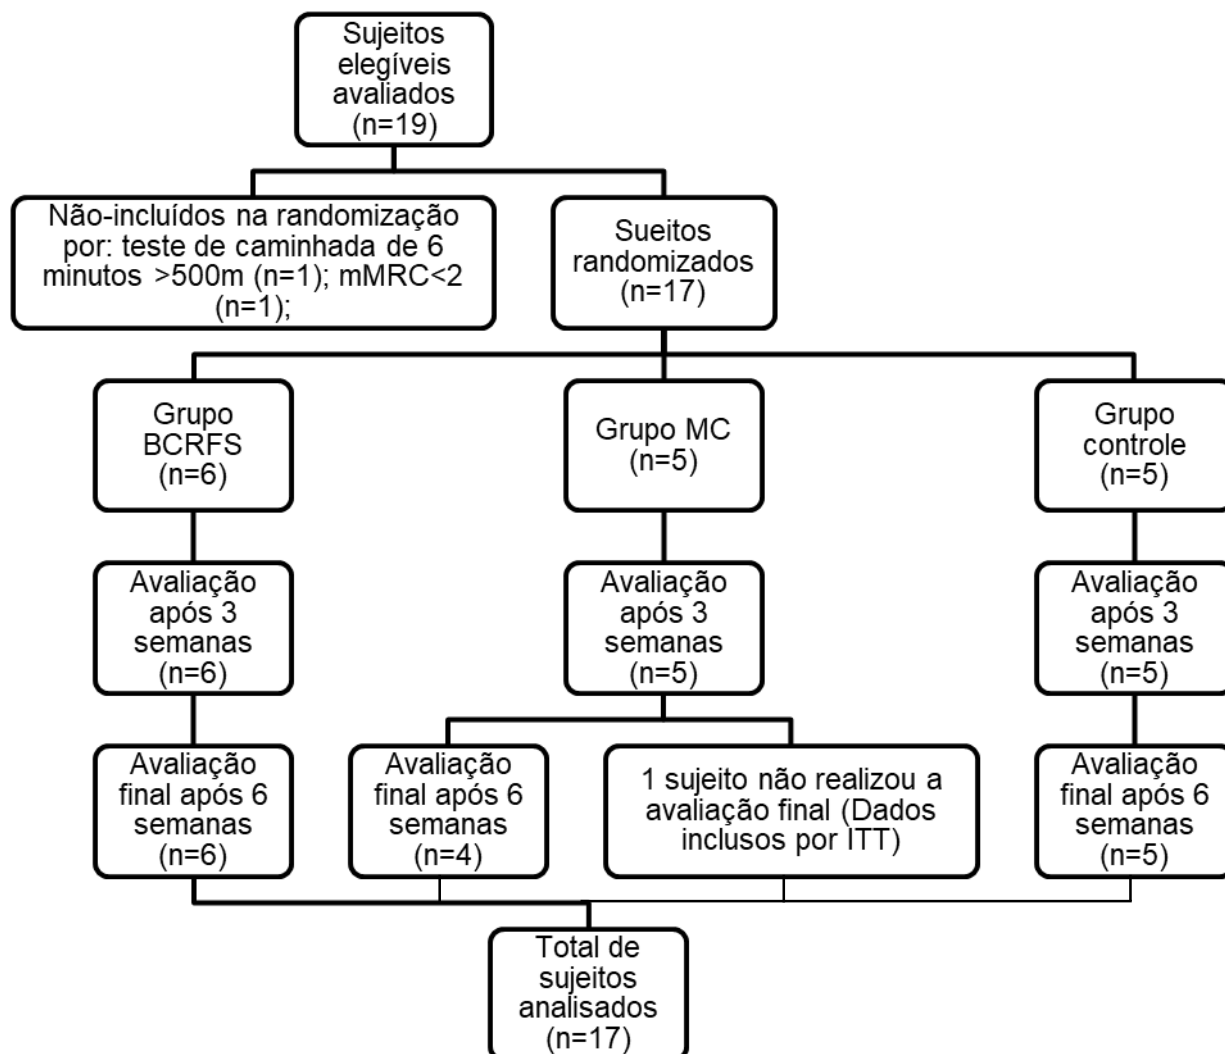 Sujeitos
elegíveis
avaliados
(n=19)
Não-incluídos na randomização
por: teste de caminhada de 6
minutos >500m (n=1); mMRC<2
(n=1);
Sueitos
randomizados
(n=17)
Grupo
BCRFS
(n=6)
Grupo MC
(n=5)
Grupo
controle
(n=5)
Avaliação
após 3
semanas
(n=6)
Avaliação
após 3
semanas
(n=5)
Avaliação
após 3
semanas
(n=5)
Avaliação
final após 6
semanas
(n=6)
Avaliação
final após 6
semanas
(n=4)
1 sujeito não realizou a
avaliação final (Dados
inclusos por ITT)
Avaliação
final após 6
semanas
(n=5)
Total de
sujeitos
analisados
(n=17)